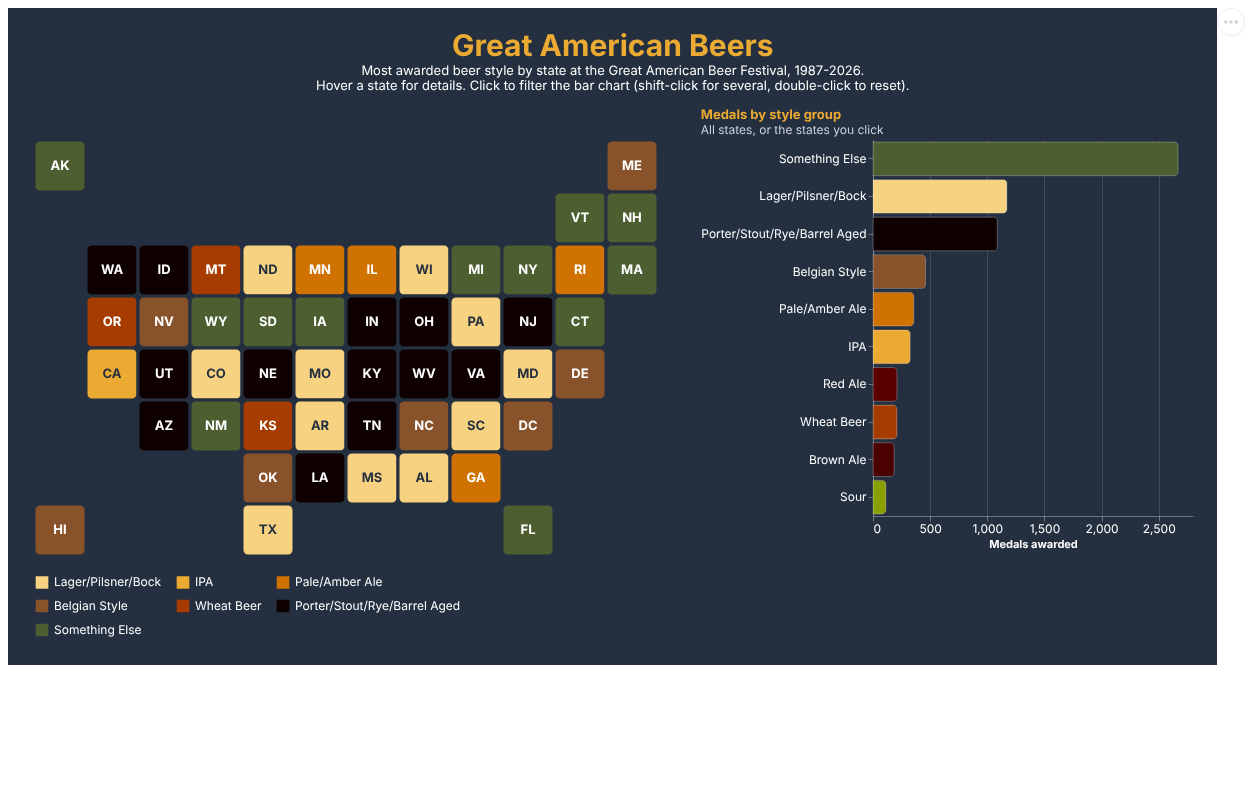 Great American Beers
Most awarded beer style by state at the Great American Beer Festival, 1987-2026.
Hover a state for details. Click to filter the bar chart (shift-click for several, double-click to reset).
AK
ME
VT
NH
WA
ID
MT
ND
MN
IL
WI
MI
NY
RI
MA
OR
NV
WY
SD
IA
IN
OH
PA
NJ
CT
CA
UT
CO
NE
MO
KY
WV
VA
MD
DE
AZ
NM
KS
AR
TN
NC
SC
DC
OK
LA
MS
AL
GA
HI
TX
FL
Lager/Pilsner/Bock
IPA
Pale/Amber Ale
Belgian Style
Wheat Beer
Porter/Stout/Rye/Barrel Aged
Something Else
Medals by style group
All states, or the states you click
Something Else
Lager/Pilsner/Bock
Porter/Stout/Rye/Barrel Aged
Belgian Style
Pale/Amber Ale
IPA
Red Ale
Wheat Beer
Brown Ale
Sour
0 500 1,000 1,500 2,000 2,500
Medals awarded